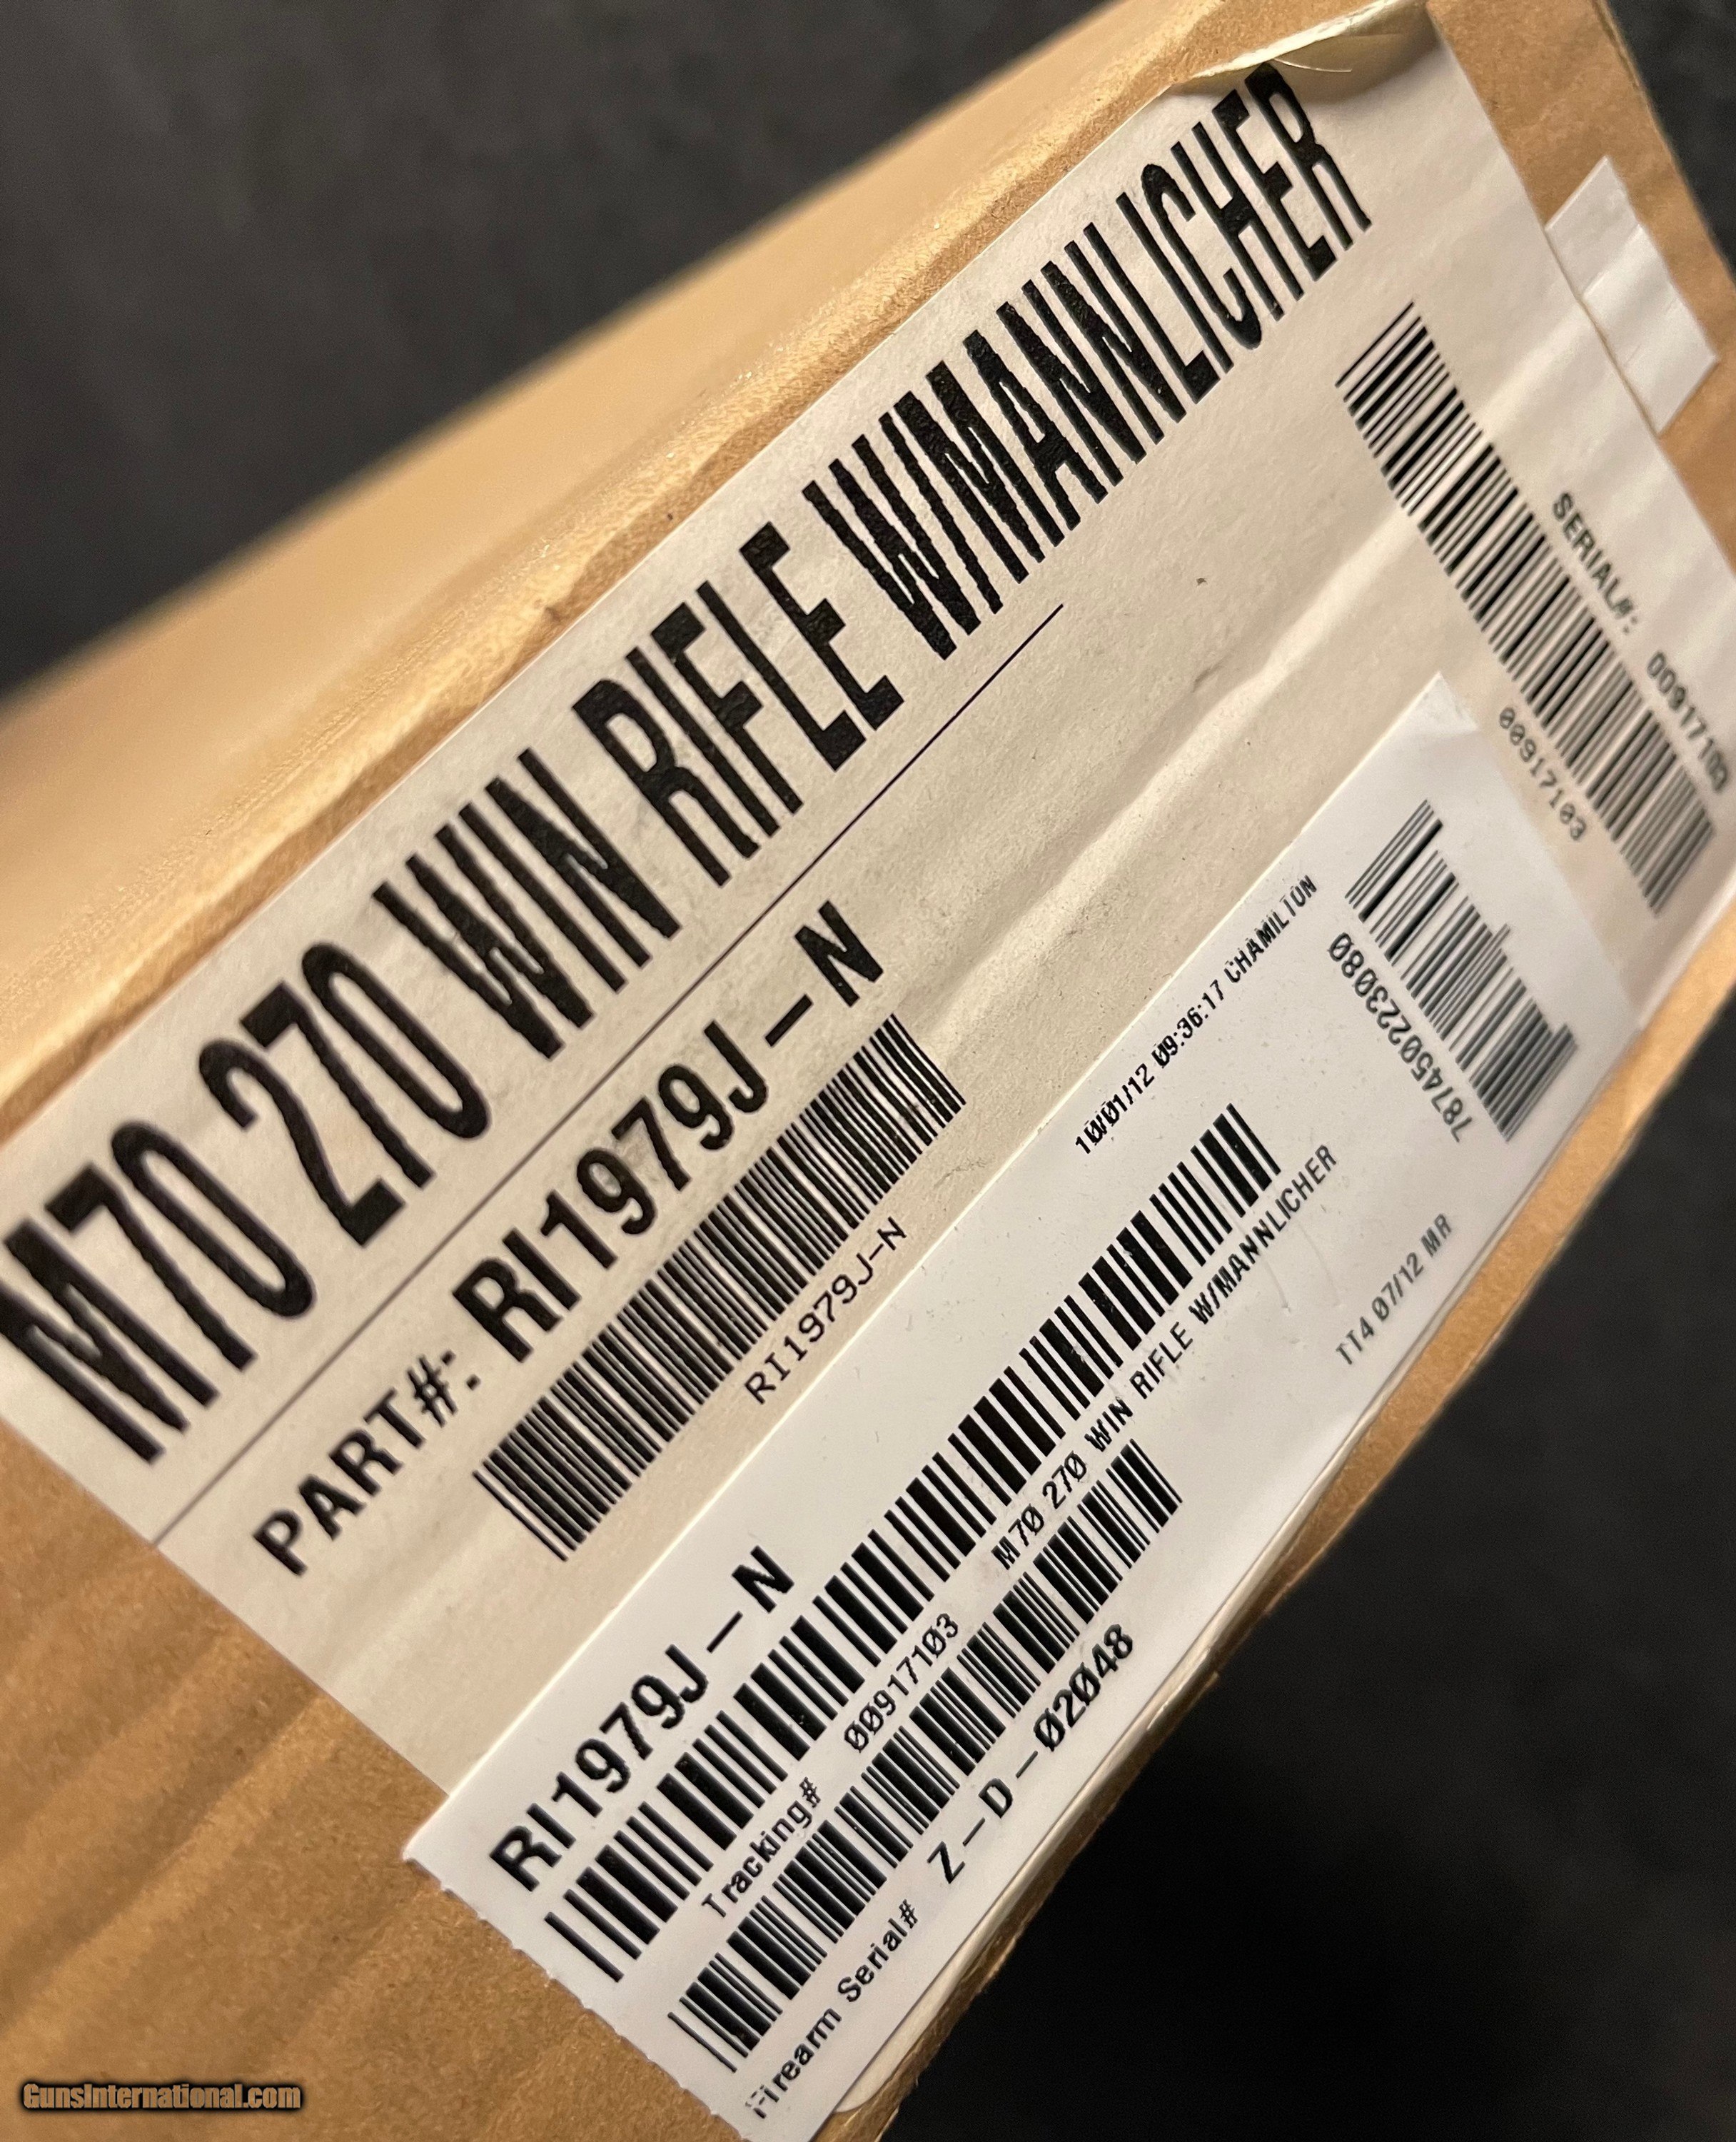 M70 270 WIN RIFLE W/MANNLICHER
PART#: RI1979J-N
RI1979J-N
SERIAL#: 00917103
00917103
10/01/12 09:36:17 CHAMILTON
787450223080
RI1979J-N
M70 270 WIN RIFLE W/MANNLICHER
Tracking# 00917103
TT4 07/12 MR
Firearm Serial# Z-D-02048
GunsInternational.com